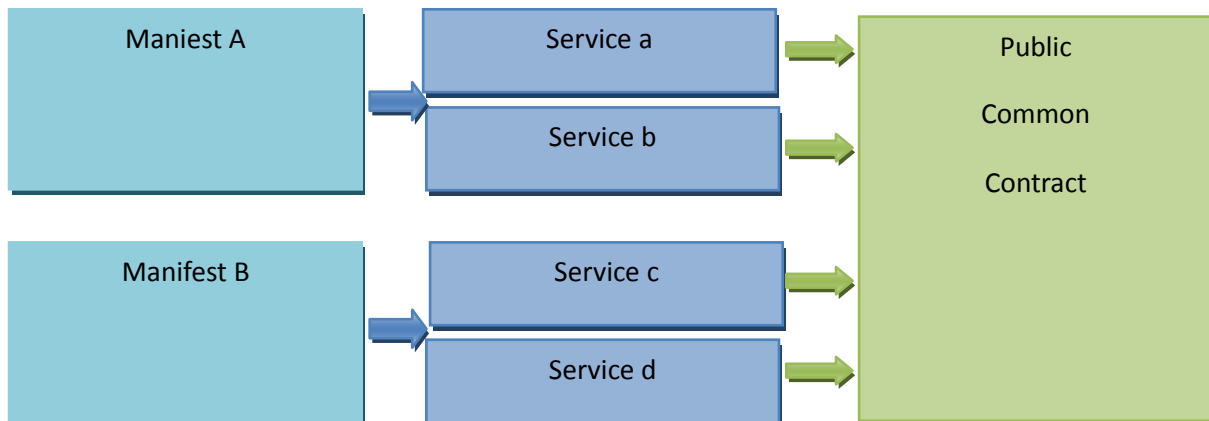 Maniest A
Service a
Service b
Manifest B
Service c
Service d
Public
Common
Contract